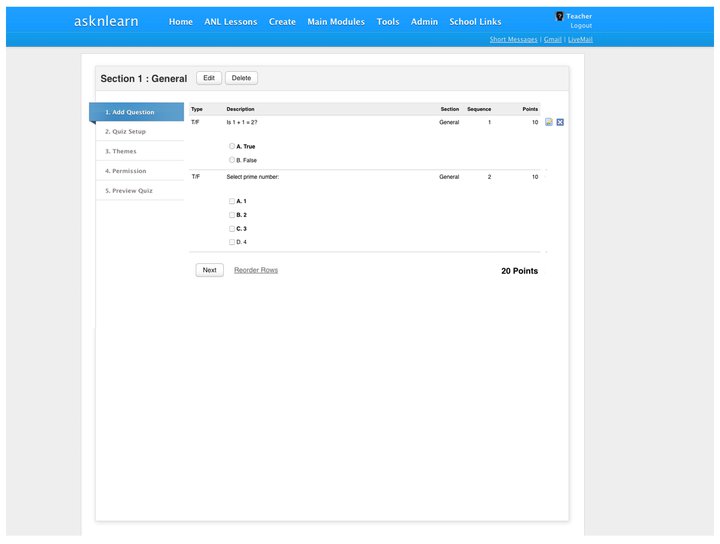 asknlearn Home ANL Lessons Create Main Modules Tools Admin School Links Teacher
Logout
Short Messages | Gmail | LiveMail
Section 1 : General Edit Delete
1. Add Question
2. Quiz Setup
3. Themes
4. Permission
5. Preview Quiz
Type Description Section Sequence Points
T/F Is 1 + 1 = 2? General 1 10
A. True
B. False
T/F Select prime number: General 2 10
A. 1
B. 2
C. 3
D. 4
Next Reorder Rows 20 Points